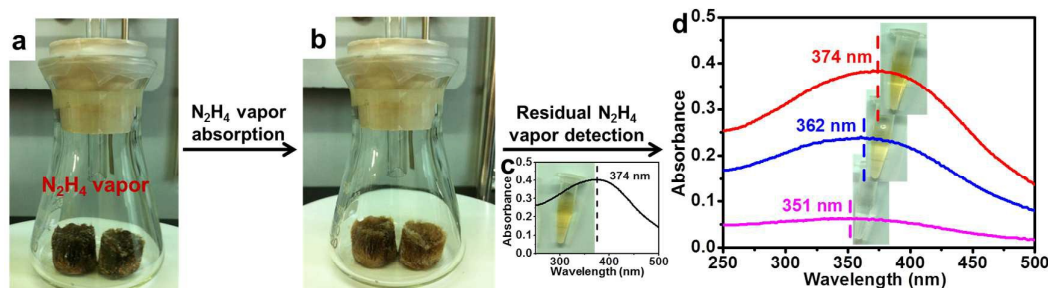 a
N2H4 vapor
N2H4 vapor
absorption
b
Residual N2H4
vapor detection
c
374 nm
Absorbance
0.4
0.3
0.2
0.1
0.0
300
400
500
Wavelength (nm)
d
374 nm
362 nm
351 nm
Absorbance
0.5
0.4
0.3
0.2
0.1
0.0
250
300
350
400
450
500
Wavelength (nm)